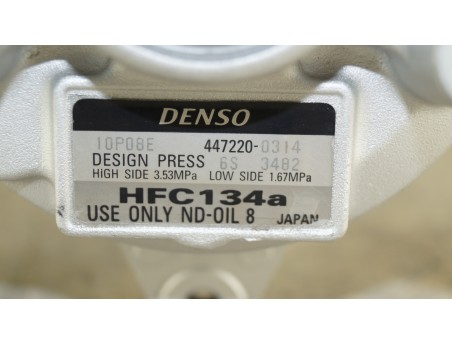 DENSO
10P08E 447220-0314
DESIGN PRESS 6S 3482
HIGH SIDE 3.53MPa LOW SIDE 1.67MPa
HFC134a
USE ONLY ND-OIL 8 JAPAN